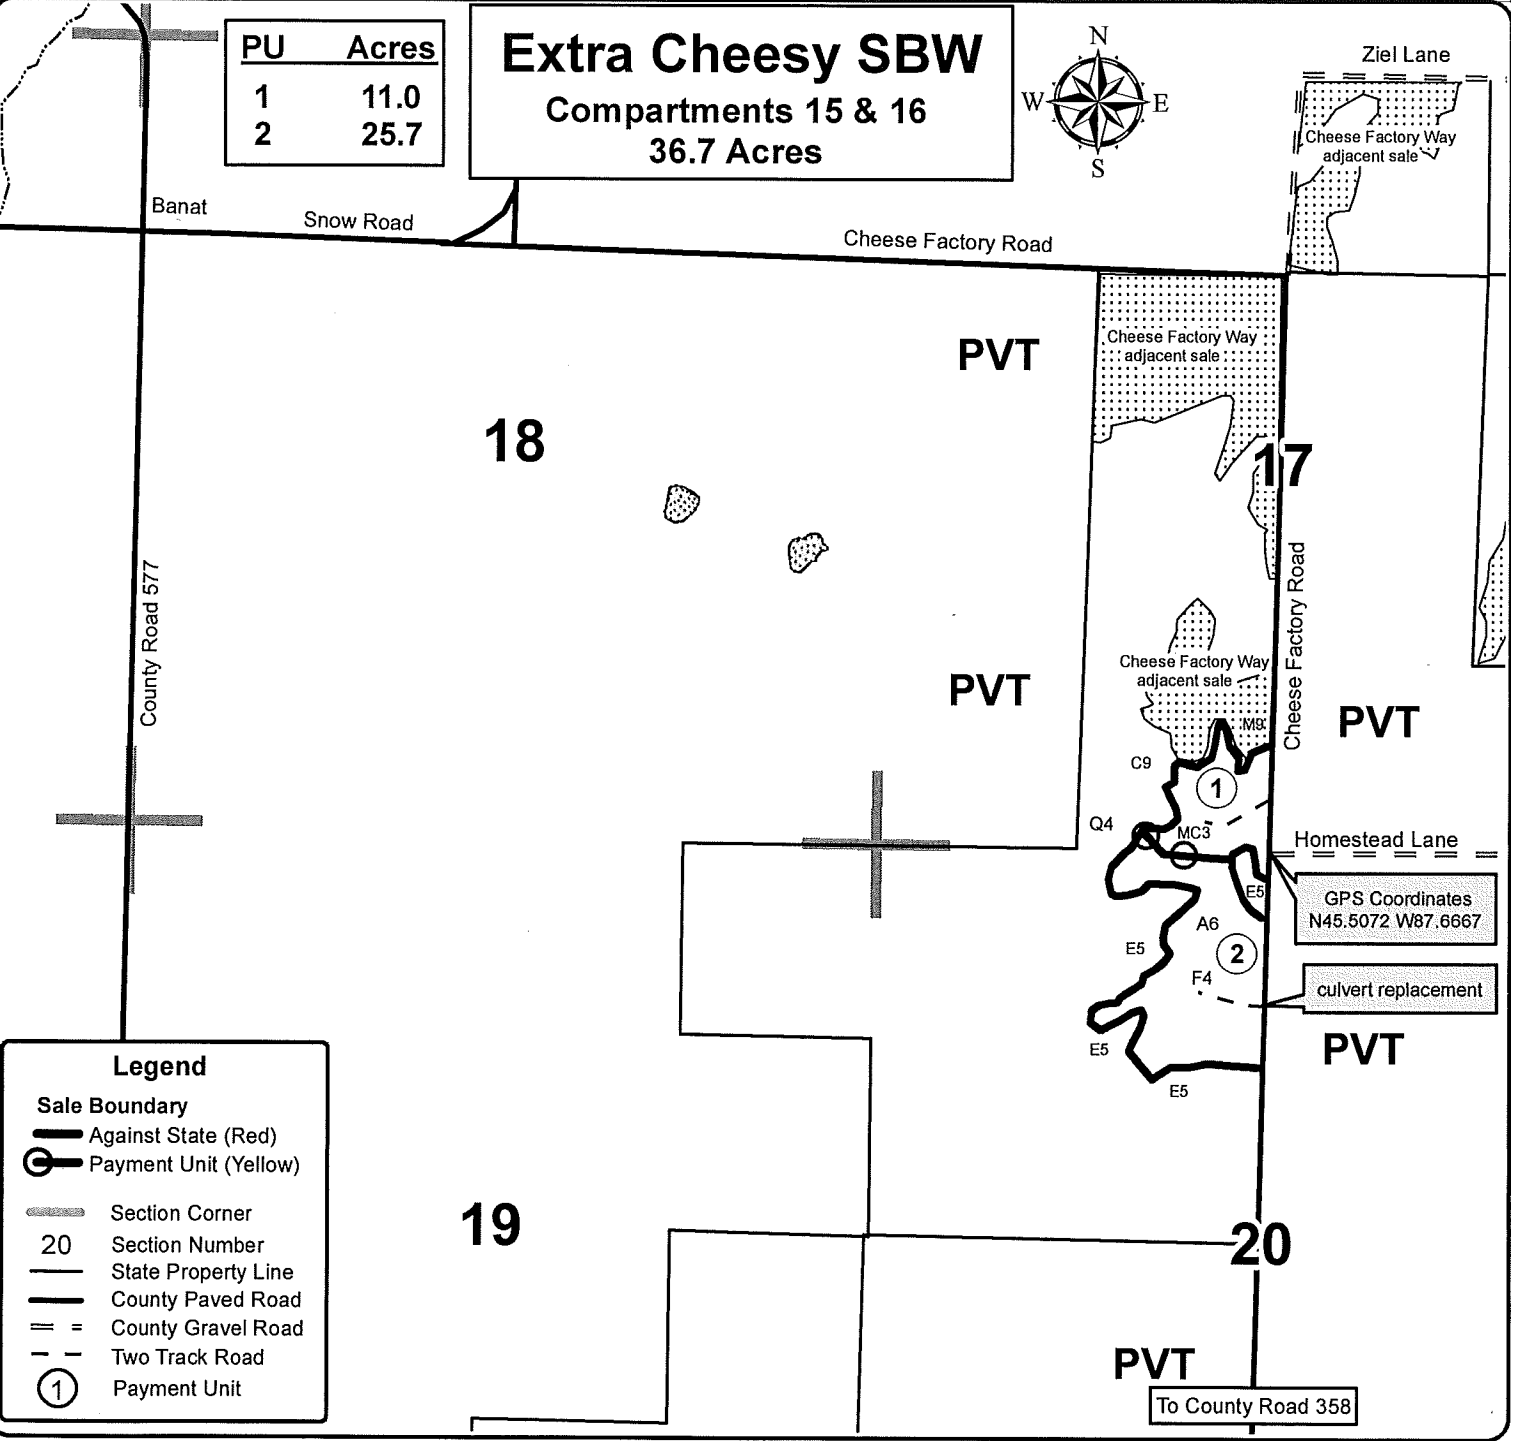 PU Acres
1 11.0
2 25.7
Extra Cheesy SBW
Compartments 15 & 16
36.7 Acres
N
W E
S
Ziel Lane
Cheese Factory Way
adjacent sale
Banat
Snow Road
Cheese Factory Road
PVT
Cheese Factory Way
adjacent sale
18
17
County Road 577
Cheese Factory Road
Cheese Factory Way
adjacent sale
PVT
PVT
M9
C9
1
Q4
MC3
Homestead Lane
E5
GPS Coordinates
N45.5072 W87.6667
A6
E5
2
F4
culvert replacement
E5
PVT
E5
Legend
Sale Boundary
Against State (Red)
Payment Unit (Yellow)
Section Corner
20 Section Number
State Property Line
County Paved Road
County Gravel Road
Two Track Road
1 Payment Unit
19
20
PVT
To County Road 358